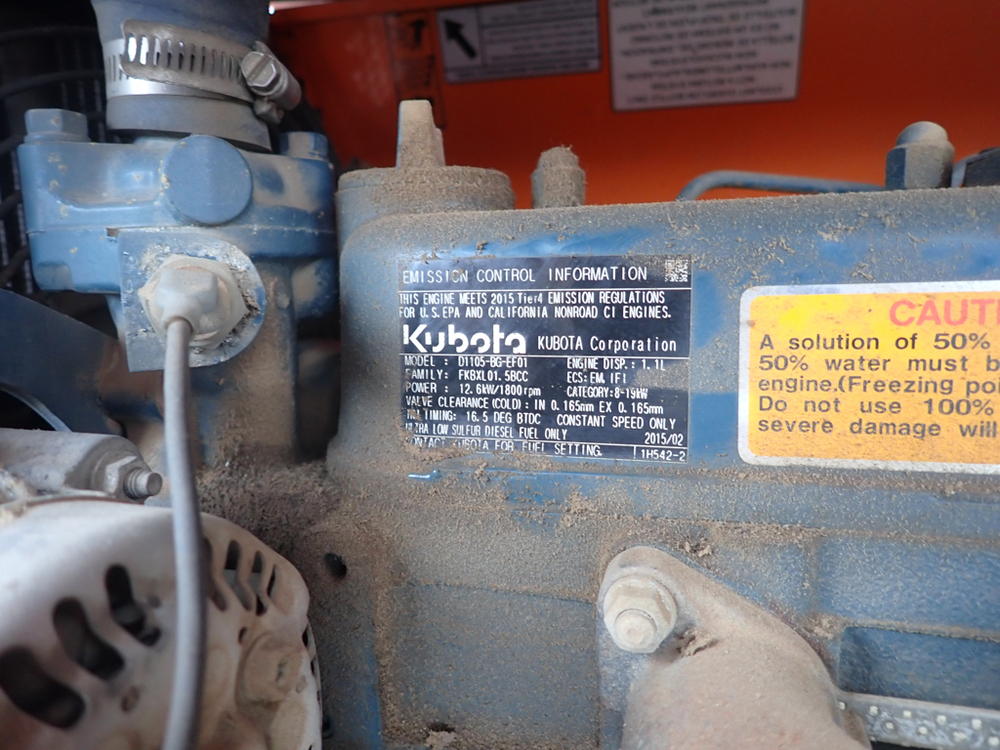 EMISSION CONTROL INFORMATION
THIS ENGINE MEETS 2015 Tier4 EMISSION REGULATIONS
FOR U.S.EPA AND CALIFORNIA NONROAD CI ENGINES.
Kubota KUBOTA Corporation
MODEL : D1105-BG-EF01 ENGINE DISP.: 1.1L
FAMILY: FKBXL01.5BCC ECS: EM, IFI
POWER : 12.6kW/1800rpm CATEGORY:8-19kW
VALVE CLEARANCE(COLD): IN 0.165mm EX 0.165mm
TIMING: 16.5 DEG BTDC CONSTANT SPEED ONLY
ULTRA LOW SULFUR DIESEL FUEL ONLY 2015/02
CONTACT KUBOTA FOR FUEL SETTING. 1H542-2
CAUT
A solution of 50%
50% water must b
engine.(Freezing poi
Do not use 100%
severe damage will